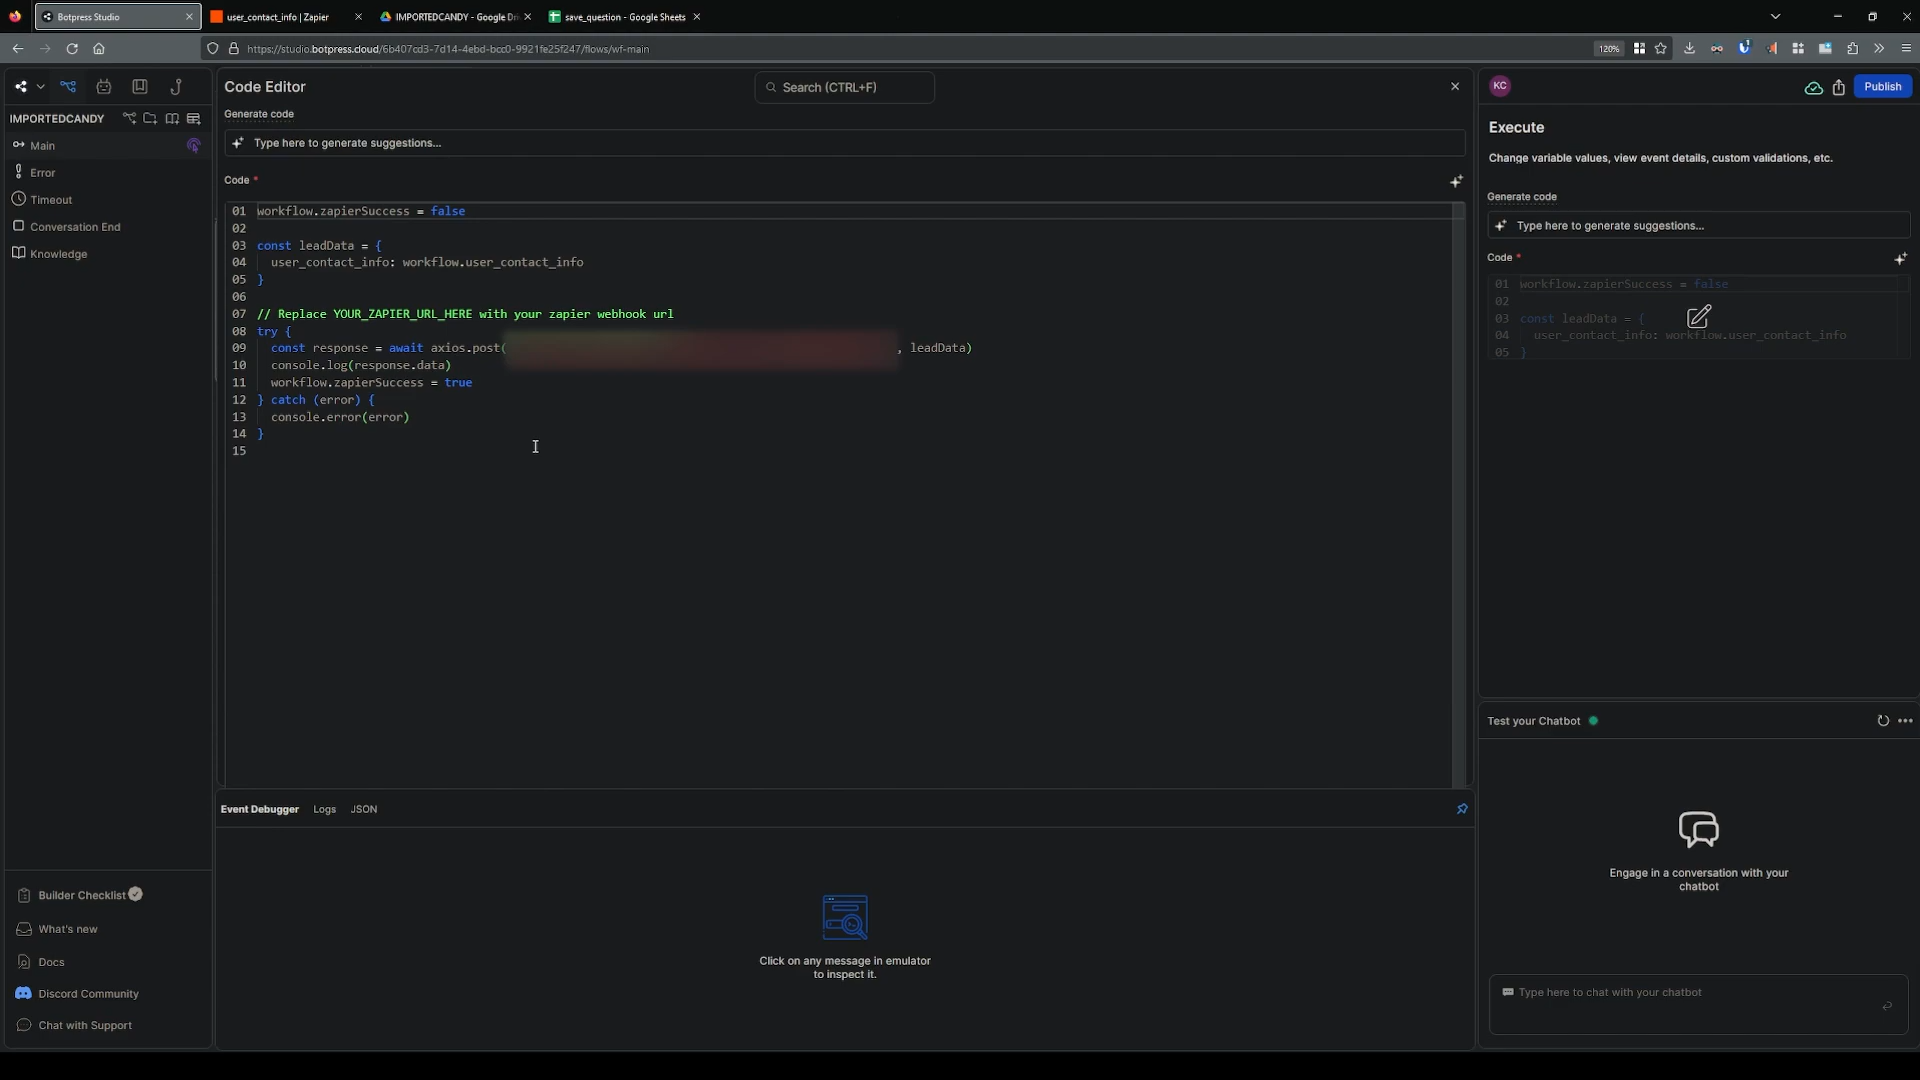 Botpress Studio
user_contact_info | Zapier
IMPORTEDCANDY - Google Dri
save_question - Google Sheets
https://studio.botpress.cloud/6b407cd3-7d14-4ebd-bcc0-9921fe25f247/flows/wf-main
120%
IMPORTEDCANDY
Main
Error
Timeout
Conversation End
Knowledge
Builder Checklist
What's new
Docs
Discord Community
Chat with Support
Code Editor
Search (CTRL+F)
Generate code
Type here to generate suggestions...
Code *
01 workflow.zapierSuccess = false
02
03 const leadData = {
04 user_contact_info: workflow.user_contact_info
05 }
06
07 // Replace YOUR_ZAPIER_URL_HERE with your zapier webhook url
08 try {
09 const response = await axios.post( , leadData)
10 console.log(response.data)
11 workflow.zapierSuccess = true
12 } catch (error) {
13 console.error(error)
14 }
15
Event Debugger Logs JSON
Click on any message in emulator
to inspect it.
KC
Publish
Execute
Change variable values, view event details, custom validations, etc.
Generate code
Type here to generate suggestions...
Code *
01 workflow.zapierSuccess = false
02
03 const leadData = {
04 user_contact_info: workflow.user_contact_info
05 }
Test your Chatbot
Engage in a conversation with your
chatbot
Type here to chat with your chatbot